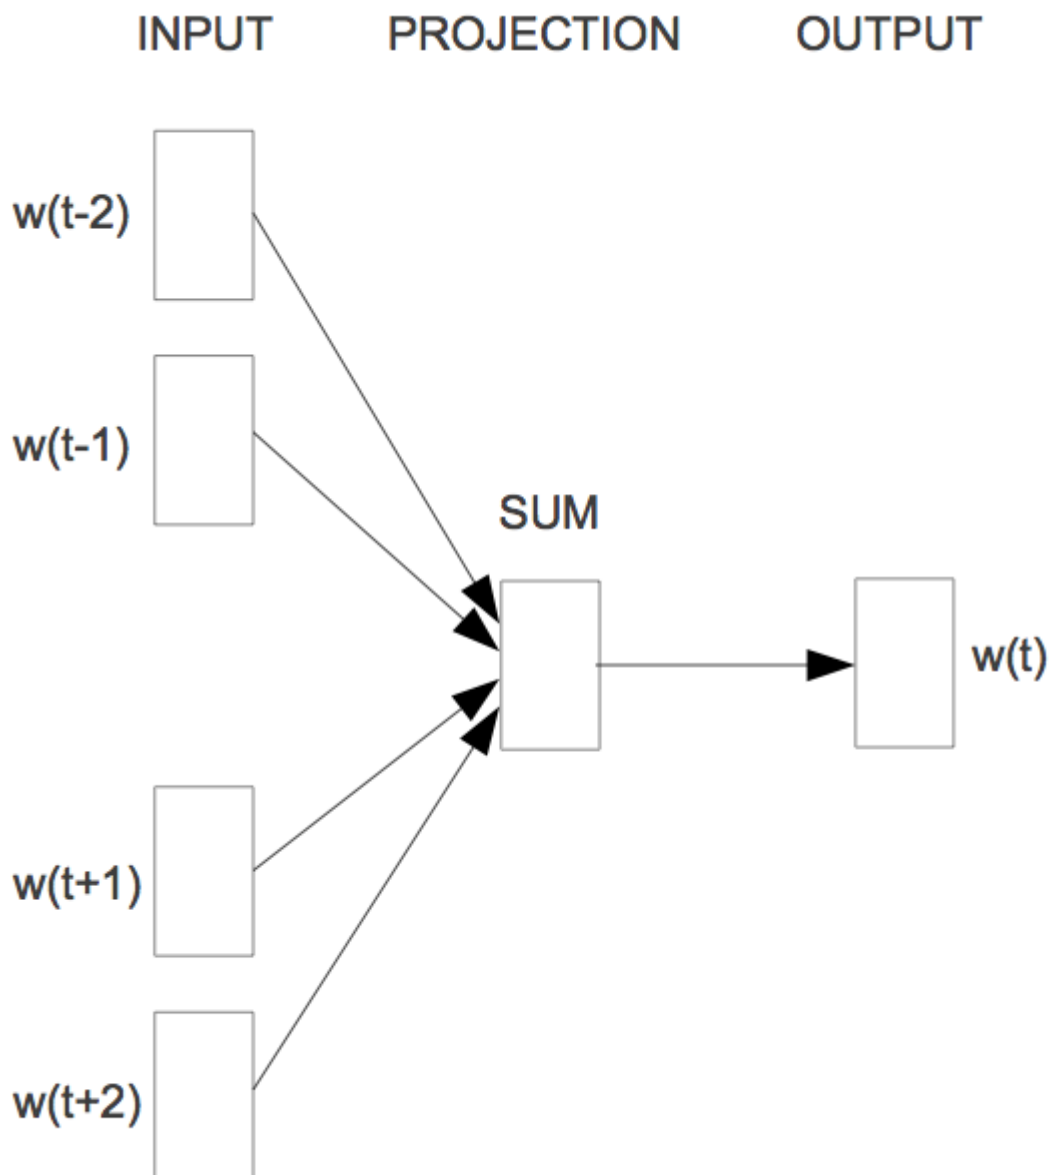 INPUT PROJECTION OUTPUT
w(t-2)
w(t-1)
SUM
w(t)
w(t+1)
w(t+2)